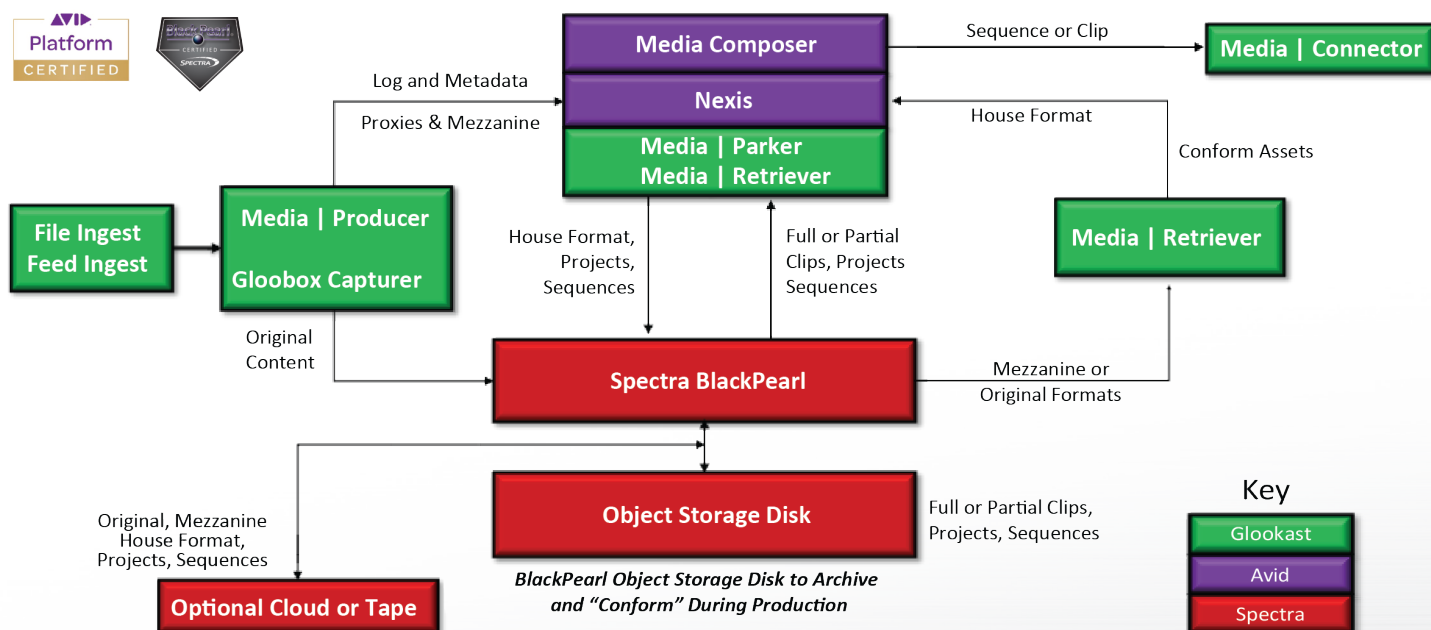 AVID
Platform
CERTIFIED
BlackPearl
CERTIFIED
SPECTRA
Media Composer
Nexis
Media | Parker
Media | Retriever
Sequence or Clip
Media | Connector
Log and Metadata
Proxies & Mezzanine
House Format
Conform Assets
File Ingest
Feed Ingest
Media | Producer
Gloobox Capturer
House Format,
Projects,
Sequences
Full or Partial
Clips, Projects
Sequences
Media | Retriever
Original
Content
Spectra BlackPearl
Mezzanine or
Original Formats
Object Storage Disk
Full or Partial Clips,
Projects, Sequences
Original, Mezzanine
House Format,
Projects, Sequences
Optional Cloud or Tape
BlackPearl Object Storage Disk to Archive
and “Conform” During Production
Key
Glookast
Avid
Spectra